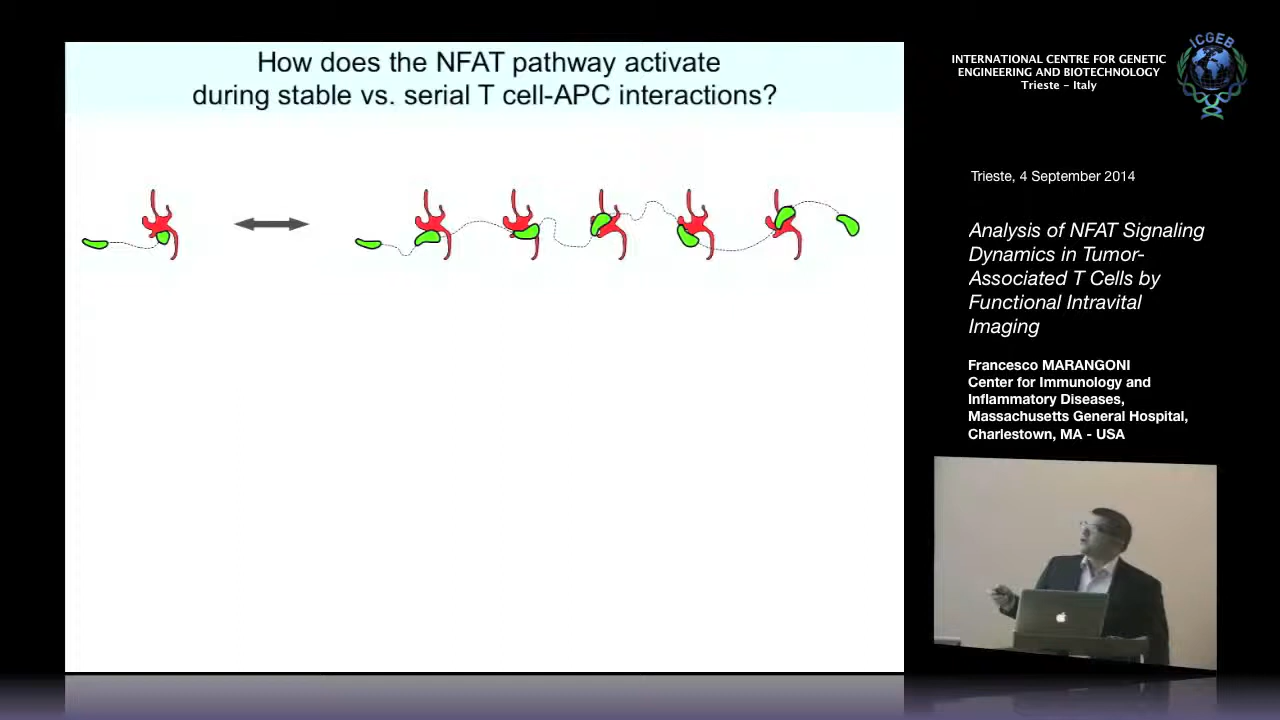 How does the NFAT pathway activate
during stable vs. serial T cell-APC interactions?
INTERNATIONAL CENTRE FOR GENETIC
ENGINEERING AND BIOTECHNOLOGY
Trieste - Italy
ICGEB
Trieste, 4 September 2014
Analysis of NFAT Signaling
Dynamics in Tumor-
Associated T Cells by
Functional Intravital
Imaging
Francesco MARANGONI
Center for Immunology and
Inflammatory Diseases,
Massachusetts General Hospital,
Charlestown, MA - USA